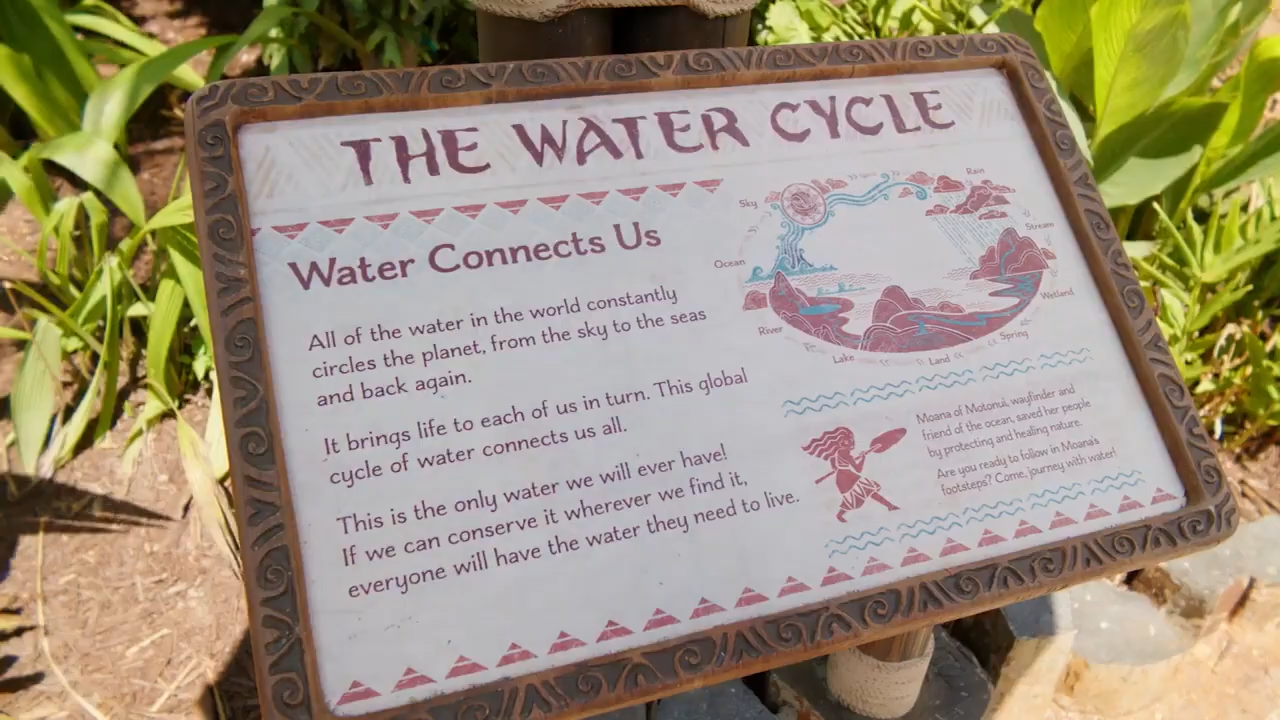 THE WATER CYCLE
Water Connects Us
All of the water in the world constantly
circles the planet, from the sky to the seas
and back again.
It brings life to each of us in turn. This global
cycle of water connects us all.
This is the only water we will ever have!
If we can conserve it wherever we find it,
everyone will have the water they need to live.
Sky
Rain
Stream
Ocean
Wetland
River
Spring
Lake
Land
Moana of Motonui, wayfinder and
friend of the ocean, saved her people
by protecting and healing nature.
Are you ready to follow in Moana's
footsteps? Come, journey with water!